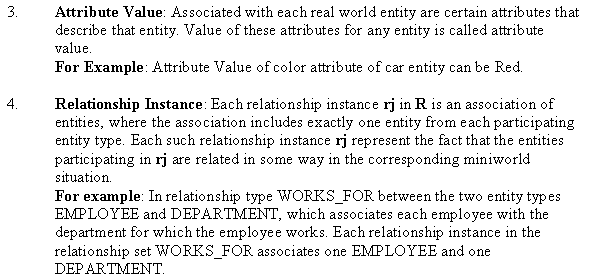 3. Attribute Value: Associated with each real world entity are certain attributes that
describe that entity. Value of these attributes for any entity is called attribute
value.
For Example: Attribute Value of color attribute of car entity can be Red.
4. Relationship Instance: Each relationship instance rj in R is an association of
entities, where the association includes exactly one entity from each participating
entity type. Each such relationship instance rj represent the fact that the entities
participating in rj are related in some way in the corresponding miniworld
situation.
For example: In relationship type WORKS_FOR between the two entity types
EMPLOYEE and DEPARTMENT, which associates each employee with the
department for which the employee works. Each relationship instance in the
relationship set WORKS_FOR associates one EMPLOYEE and one
DEPARTMENT.